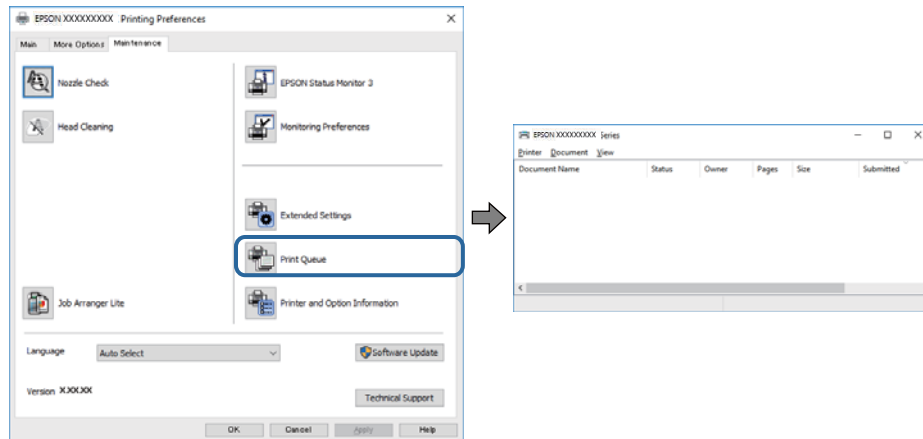 EPSON XXXXXXXXX Printing Preferences
Main More Options Maintenance
Nozzle Check
EPSON Status Monitor 3
Head Cleaning
Monitoring Preferences
Extended Settings
Print Queue
Job Arranger Lite
Printer and Option Information
Language Auto Select
Software Update
Version X.XX.XX
Technical Support
OK Cancel Apply Help
EPSON XXXXXXXXX Series
Printer Document View
Document Name Status Owner Pages Size Submitted